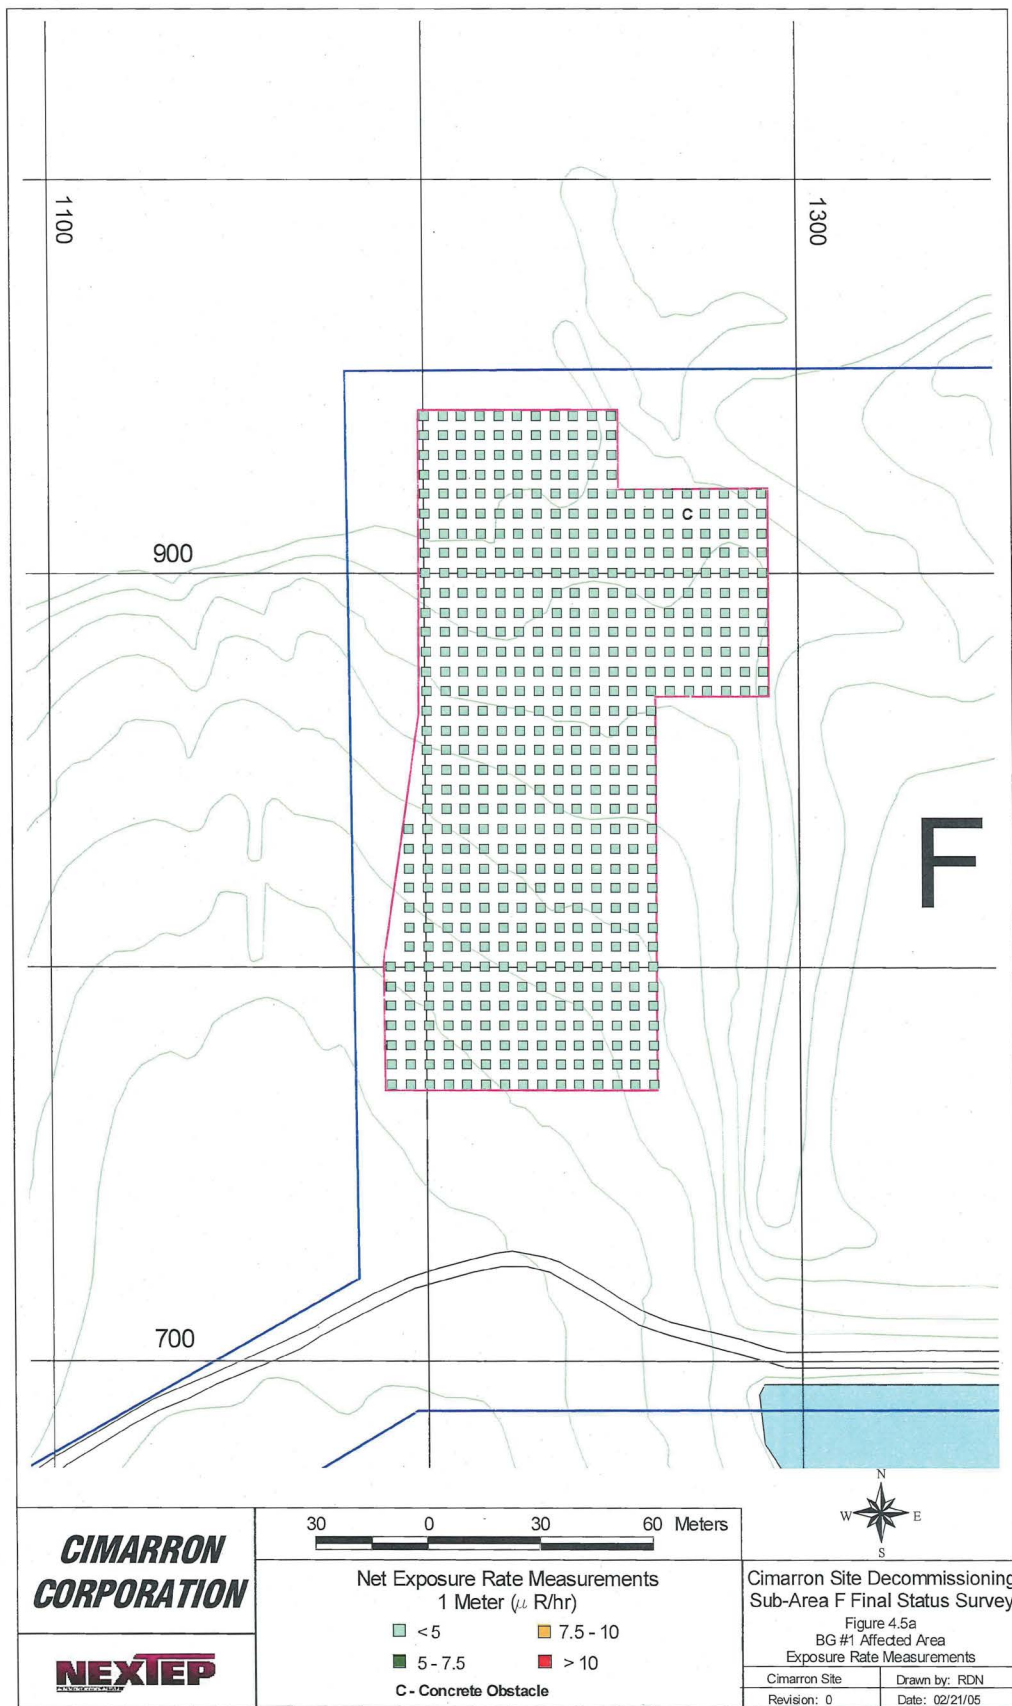 1100
1300
C
900
F
700
N
W E
S
CIMARRON
CORPORATION
NEXTEP
30 0 30 60 Meters
Net Exposure Rate Measurements
1 Meter (μ R/hr)
< 5
7.5 - 10
5 - 7.5
> 10
C - Concrete Obstacle
Cimarron Site Decommissioning
Sub-Area F Final Status Survey
Figure 4.5a
BG #1 Affected Area
Exposure Rate Measurements
Cimarron Site
Drawn by: RDN
Revision: 0
Date: 02/21/05